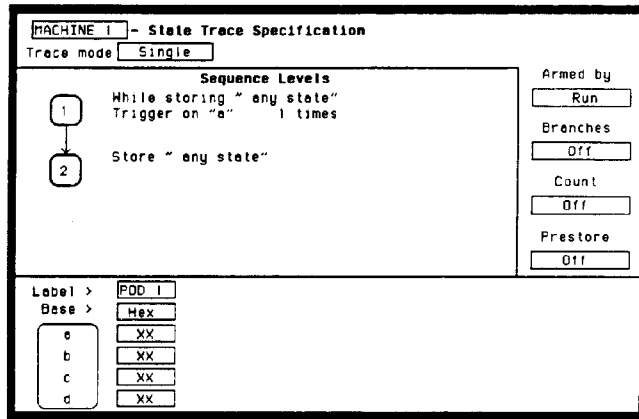 MACHINE 1 - State Trace Specification
Trace mode Single
Sequence Levels
1
While storing " any state"
Trigger on "a" 1 times
2
Store " any state"
Armed by
Run
Branches
Off
Count
Off
Prestore
Off
Label > POD 1
Base > Hex
a XX
b XX
c XX
d XX